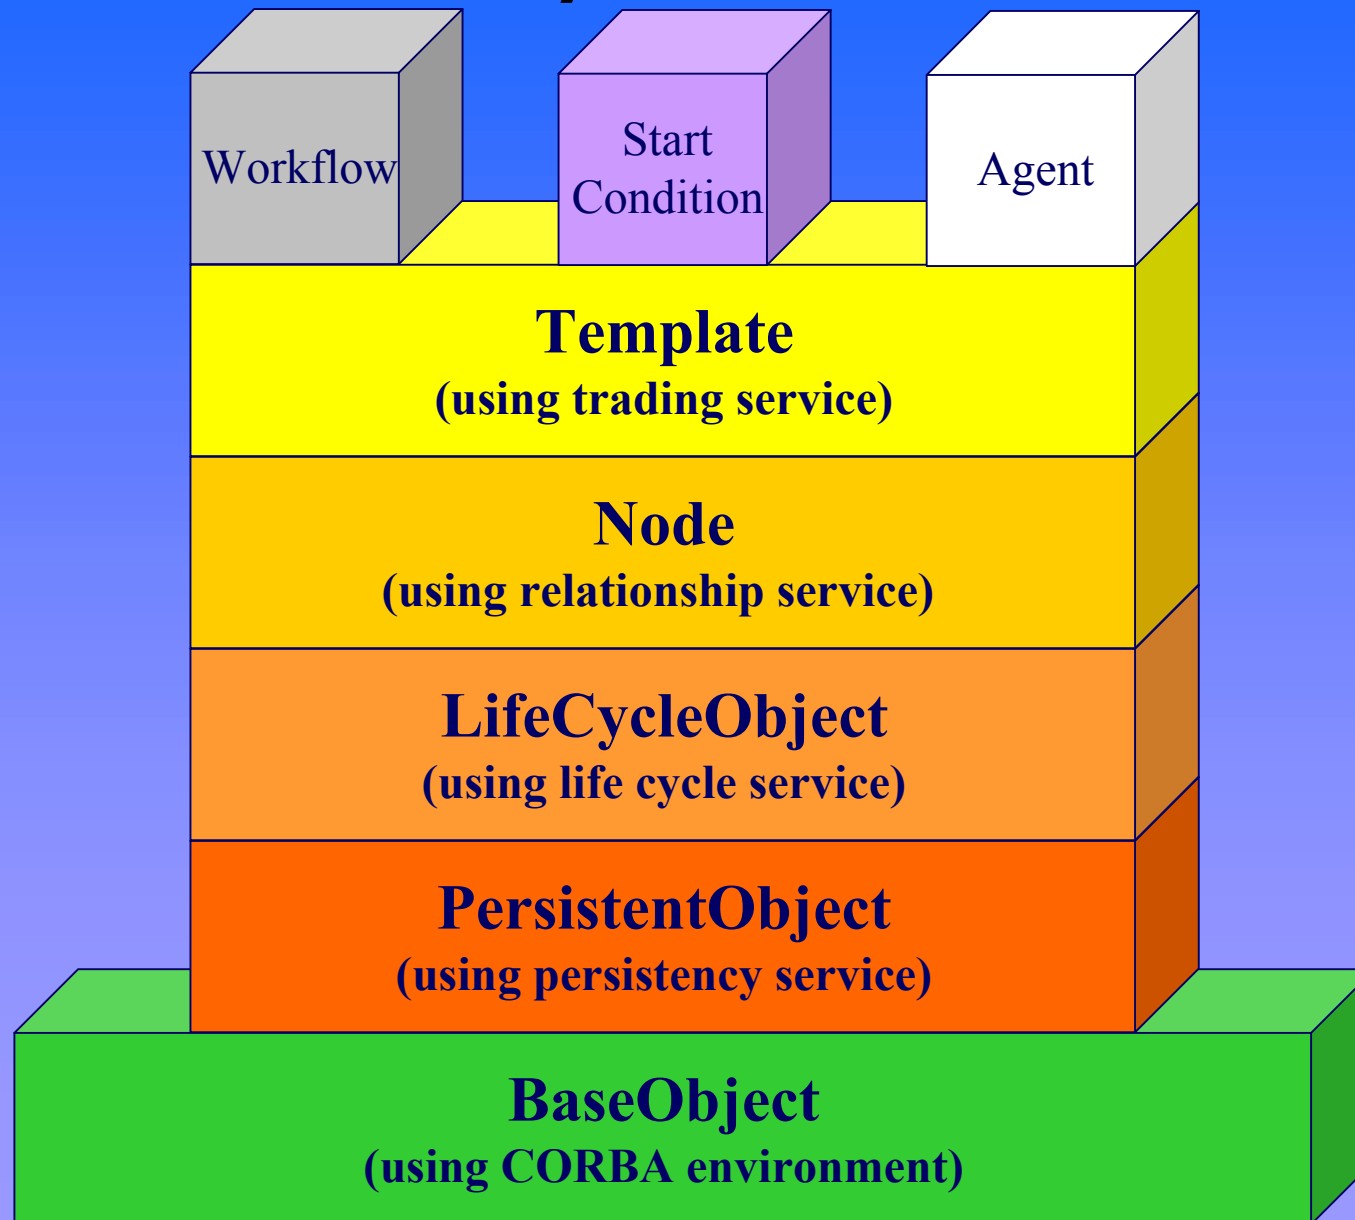 Workflow
Start
Condition
Agent
Template
(using trading service)
Node
(using relationship service)
LifeCycleObject
(using life cycle service)
PersistentObject
(using persistency service)
BaseObject
(using CORBA environment)